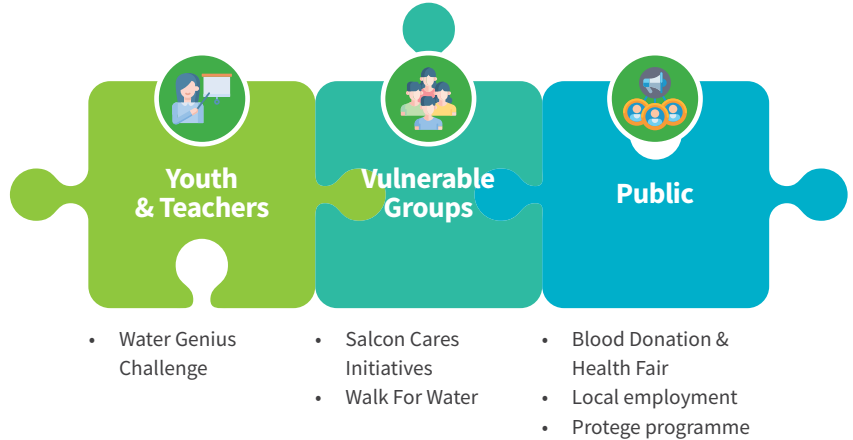 Youth
& Teachers
Vulnerable
Groups
Public
• Water Genius
Challenge
• Salcon Cares
Initiatives
• Walk For Water
• Blood Donation &
Health Fair
• Local employment
• Protege programme